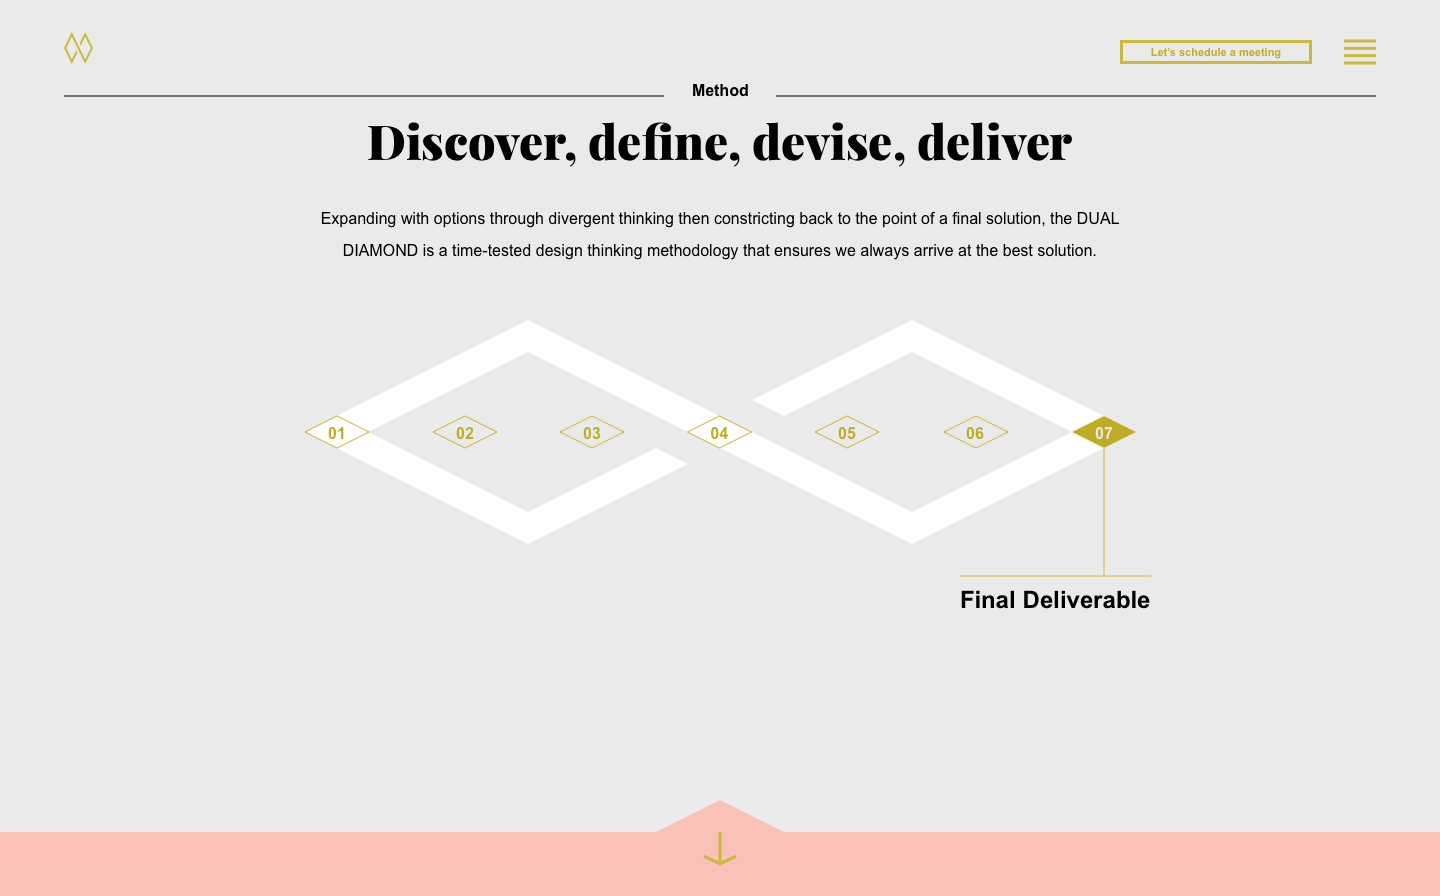 Let's schedule a meeting
Method
Discover, define, devise, deliver
Expanding with options through divergent thinking then constricting back to the point of a final solution, the DUAL
DIAMOND is a time-tested design thinking methodology that ensures we always arrive at the best solution.
01 02 03 04 05 06 07
Final Deliverable